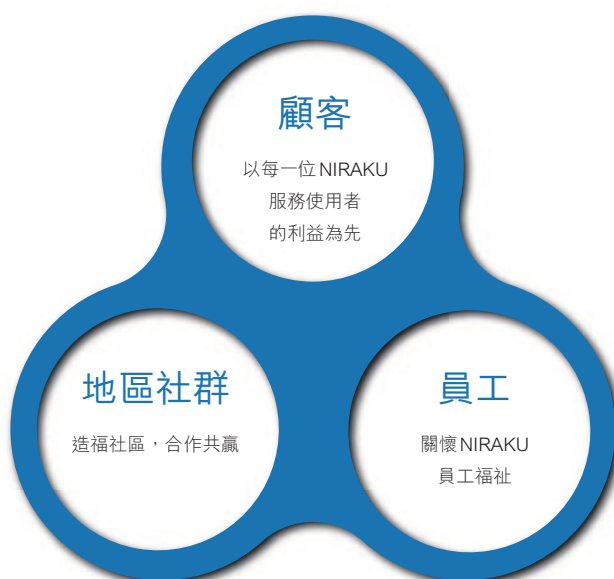 顧客
以每一位NIRAKU
服務使用者
的利益為先
地區社群
造福社區，合作共贏
員工
關懷NIRAKU
員工福祉